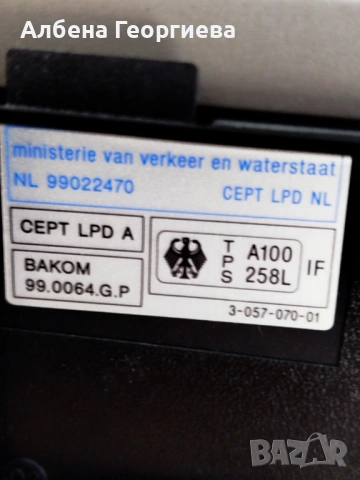 Албена Георгиева
ministerie van verkeer en waterstaat
NL 99022470 CEPT LPD NL
CEPT LPD A
BAKOM
99.0064.G.P
T
P
S
A100
258L
IF
3-057-070-01
BAZAR